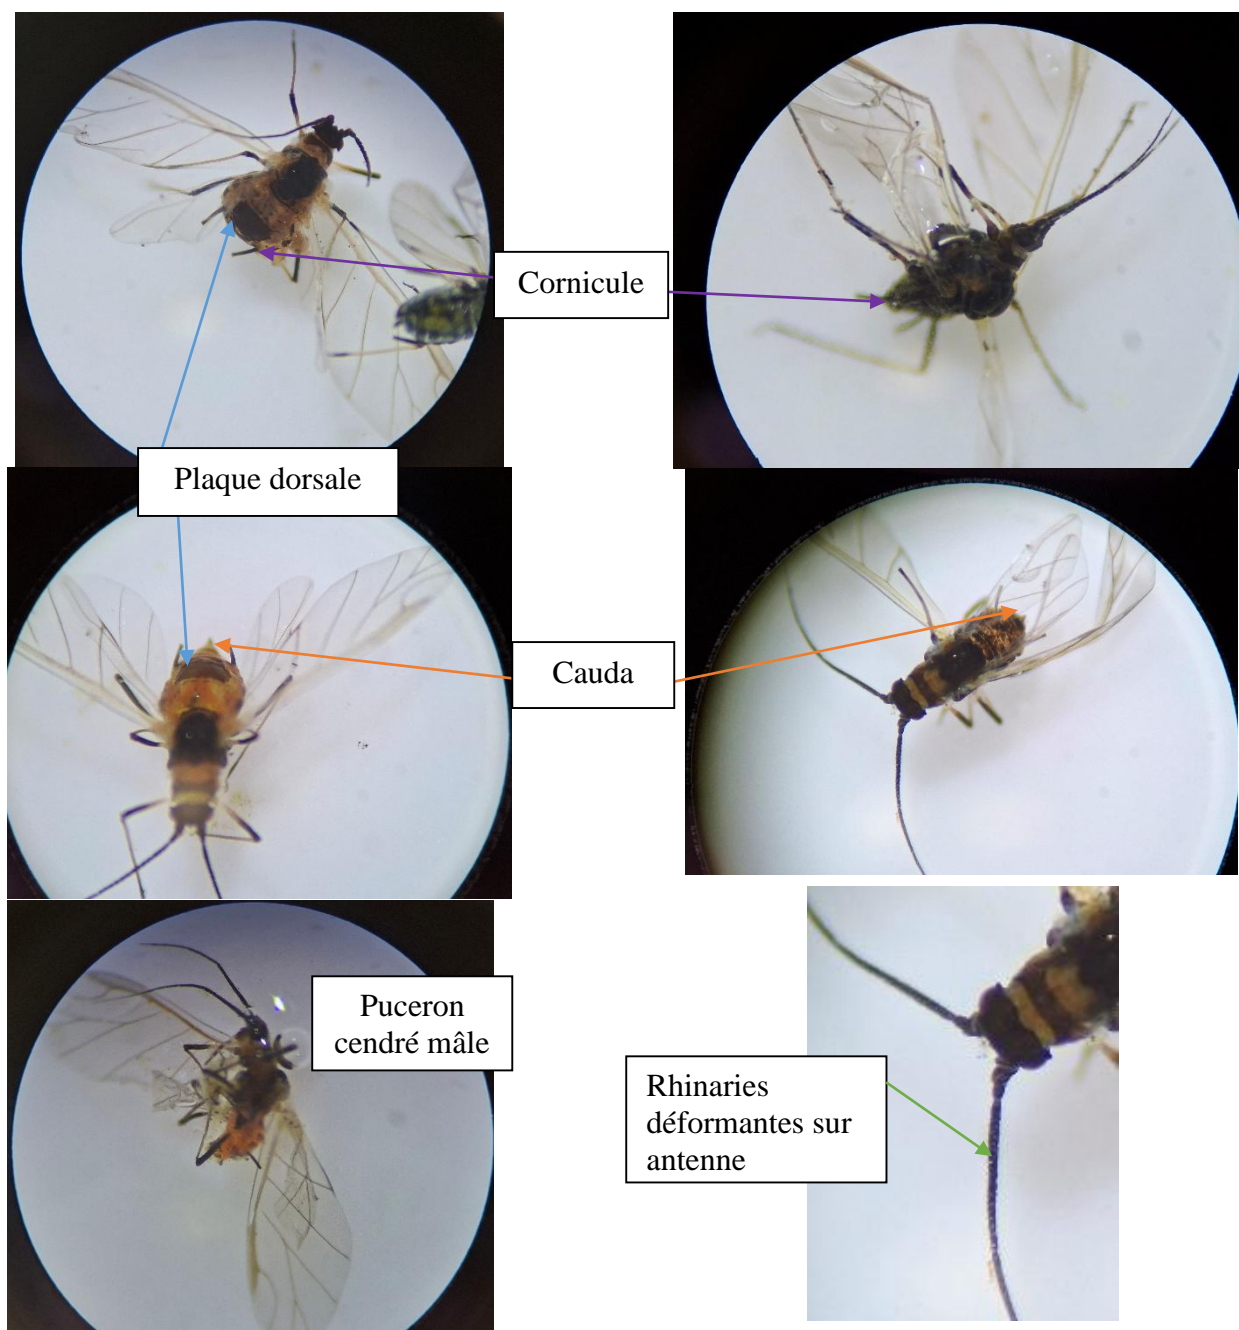 Cornicule
Plaque dorsale
Cauda
Puceron
cendré mâle
Rhinaries
déformantes sur
antenne